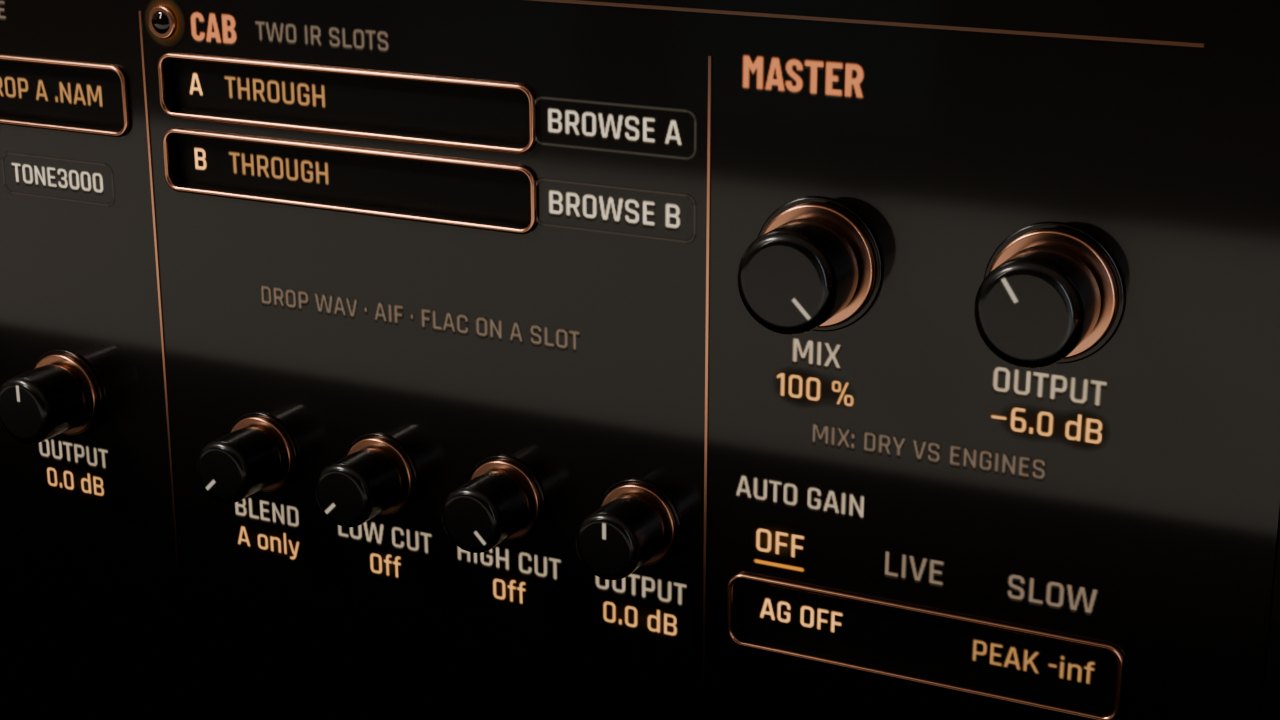 CAB TWO IR SLOTS
A THROUGH
BROWSE A
B THROUGH
BROWSE B
DROP WAV · AIF · FLAC ON A SLOT
BLEND
A only
LOW CUT
Off
HIGH CUT
Off
OUTPUT
0.0 dB
A .NAM
TONE3000
OUTPUT
0.0 dB
MASTER
MIX
100 %
OUTPUT
−6.0 dB
MIX: DRY VS ENGINES
AUTO GAIN
OFF LIVE SLOW
AG OFF PEAK -inf